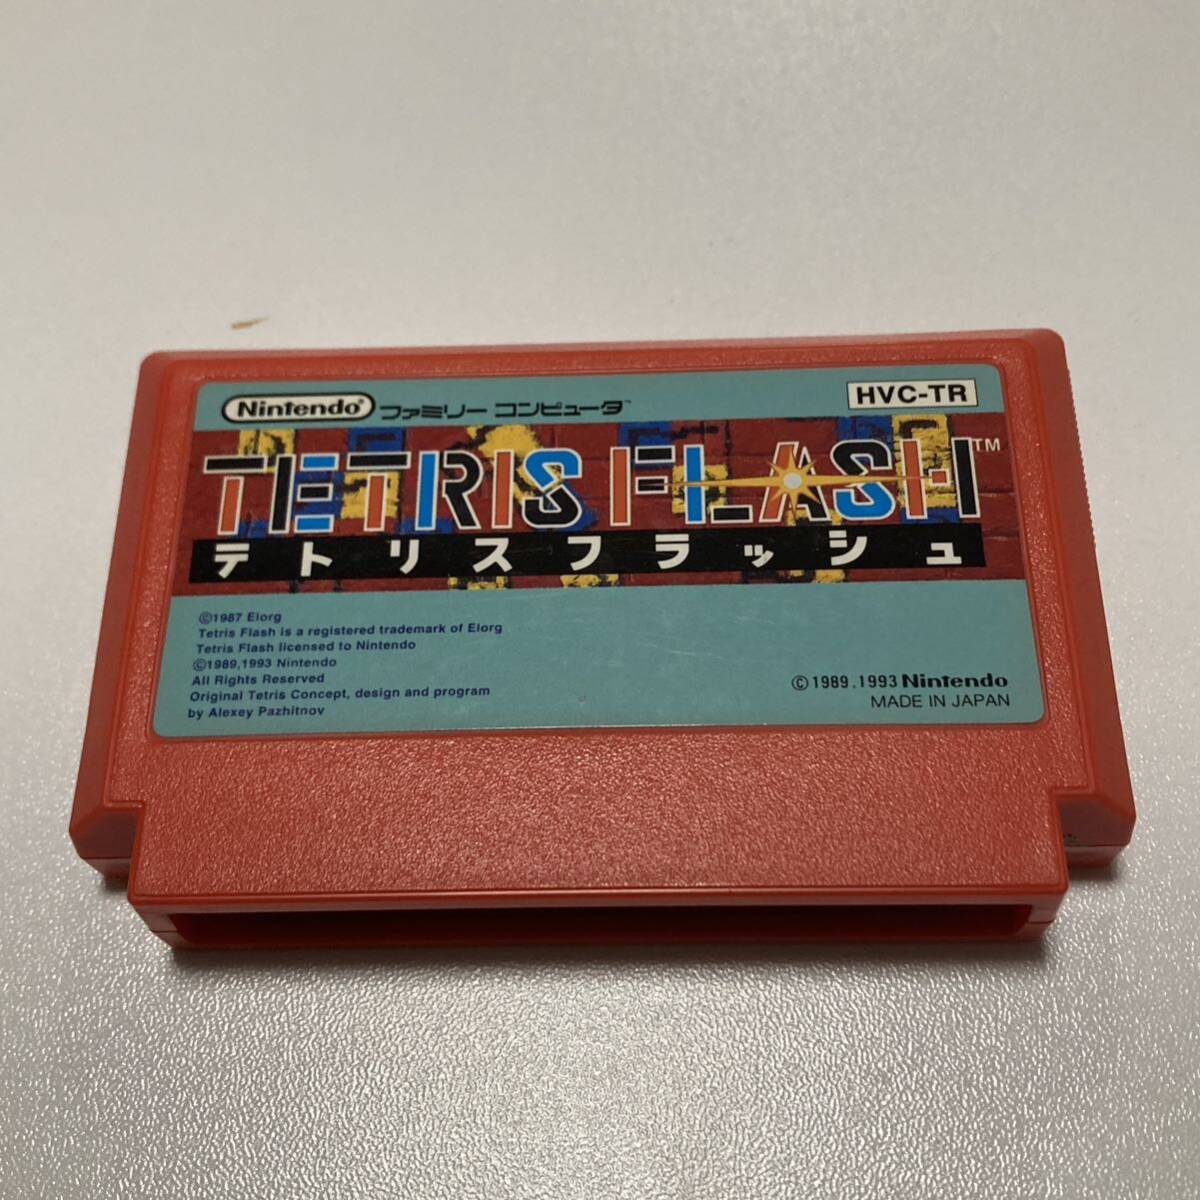 Nintendo® ファミリー コンピュータ™
HVC-TR
TETRIS FLASH™
テトリスフラッシュ
©1987 Elorg
Tetris Flash is a registered trademark of Elorg
Tetris Flash licensed to Nintendo
©1989,1993 Nintendo
All Rights Reserved
Original Tetris Concept, design and program
by Alexey Pazhitnov
© 1989.1993 Nintendo
MADE IN JAPAN